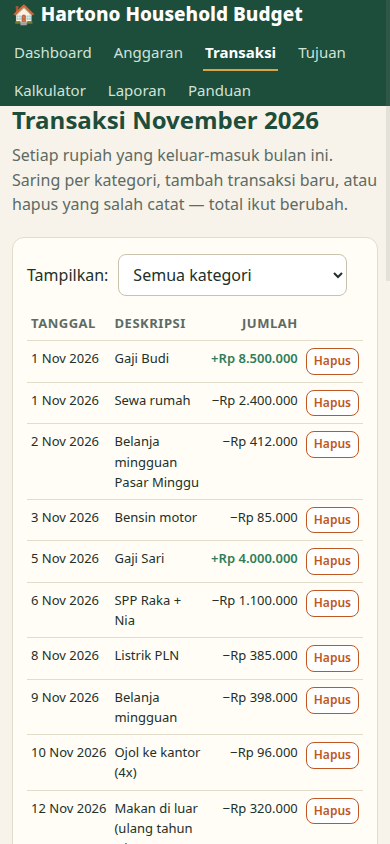 🏠 Hartono Household Budget
Dashboard Anggaran Transaksi Tujuan
Kalkulator Laporan Panduan
Transaksi November 2026
Setiap rupiah yang keluar-masuk bulan ini.
Saring per kategori, tambah transaksi baru, atau
hapus yang salah catat — total ikut berubah.
Tampilkan: Semua kategori
TANGGAL DESKRIPSI JUMLAH
1 Nov 2026 Gaji Budi +Rp 8.500.000 Hapus
1 Nov 2026 Sewa rumah −Rp 2.400.000 Hapus
2 Nov 2026 Belanja −Rp 412.000 Hapus
mingguan
Pasar Minggu
3 Nov 2026 Bensin motor −Rp 85.000 Hapus
5 Nov 2026 Gaji Sari +Rp 4.000.000 Hapus
6 Nov 2026 SPP Raka + −Rp 1.100.000 Hapus
Nia
8 Nov 2026 Listrik PLN −Rp 385.000 Hapus
9 Nov 2026 Belanja −Rp 398.000 Hapus
mingguan
10 Nov 2026 Ojol ke kantor −Rp 96.000 Hapus
(4x)
12 Nov 2026 Makan di luar −Rp 320.000 Hapus
(ulang tahun